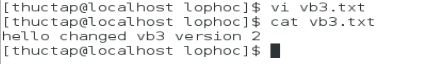 [thuctap@localhost lophoc]$ vi vb3.txt
[thuctap@localhost lophoc]$ cat vb3.txt
hello changed vb3 version 2
[thuctap@localhost lophoc]$